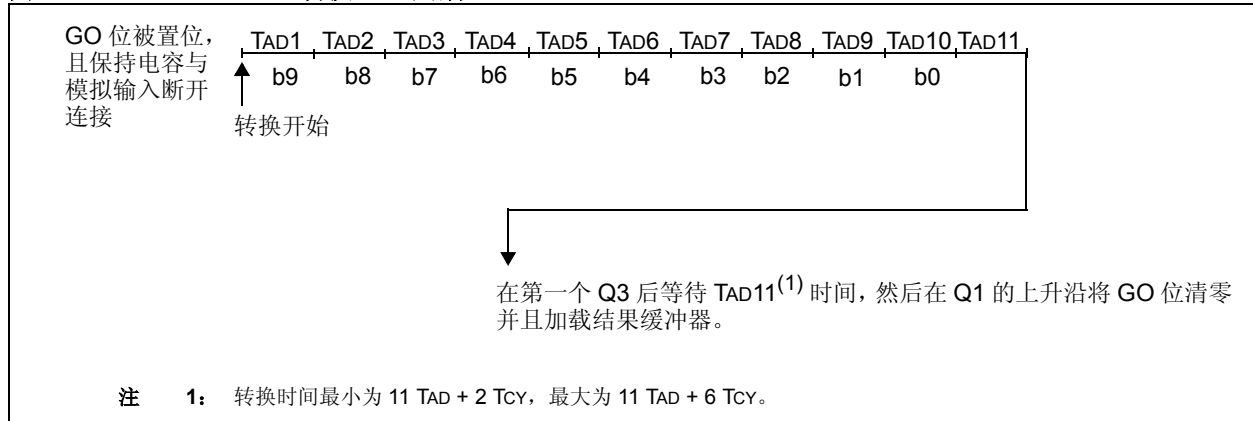 GO 位被置位，
且保持电容与
模拟输入断开
连接
TAD1 TAD2 TAD3 TAD4 TAD5 TAD6 TAD7 TAD8 TAD9 TAD10 TAD11
b9 b8 b7 b6 b5 b4 b3 b2 b1 b0
转换开始
在第一个 Q3 后等待 TAD11(1) 时间，然后在 Q1 的上升沿将 GO 位清零
并且加载结果缓冲器。
注 1： 转换时间最小为 11 TAD + 2 TCY，最大为 11 TAD + 6 TCY。